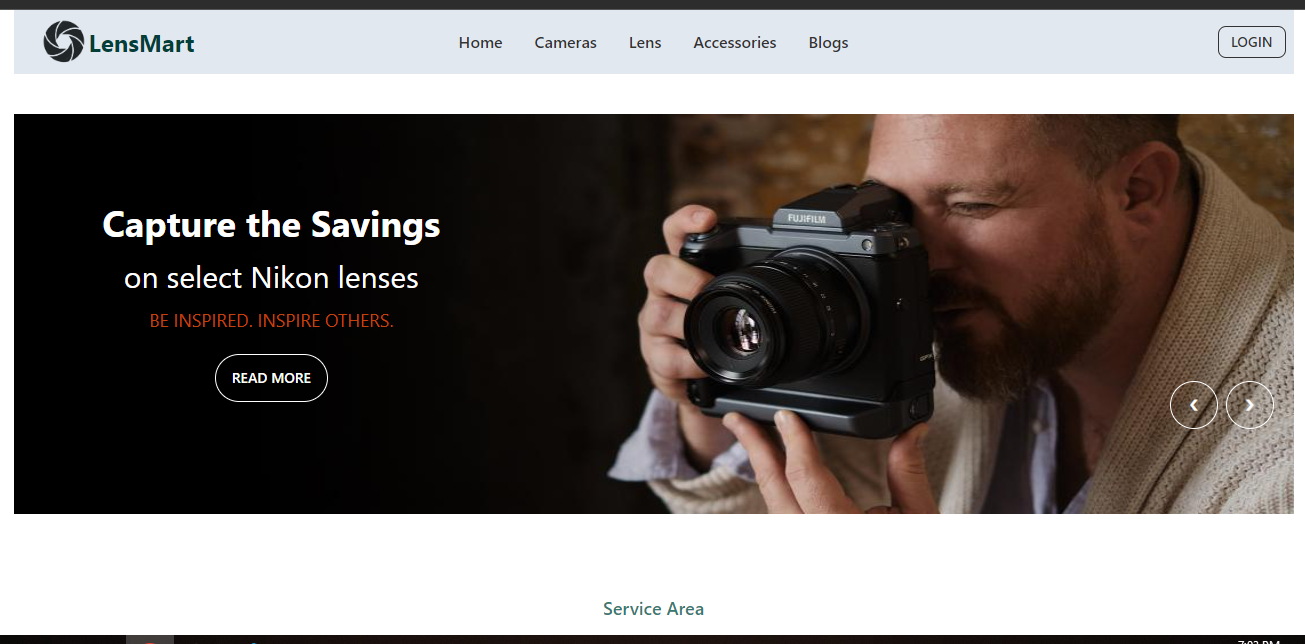 LensMart
Home Cameras Lens Accessories Blogs
LOGIN
FUJIFILM
Capture the Savings
on select Nikon lenses
BE INSPIRED. INSPIRE OTHERS.
READ MORE
Service Area